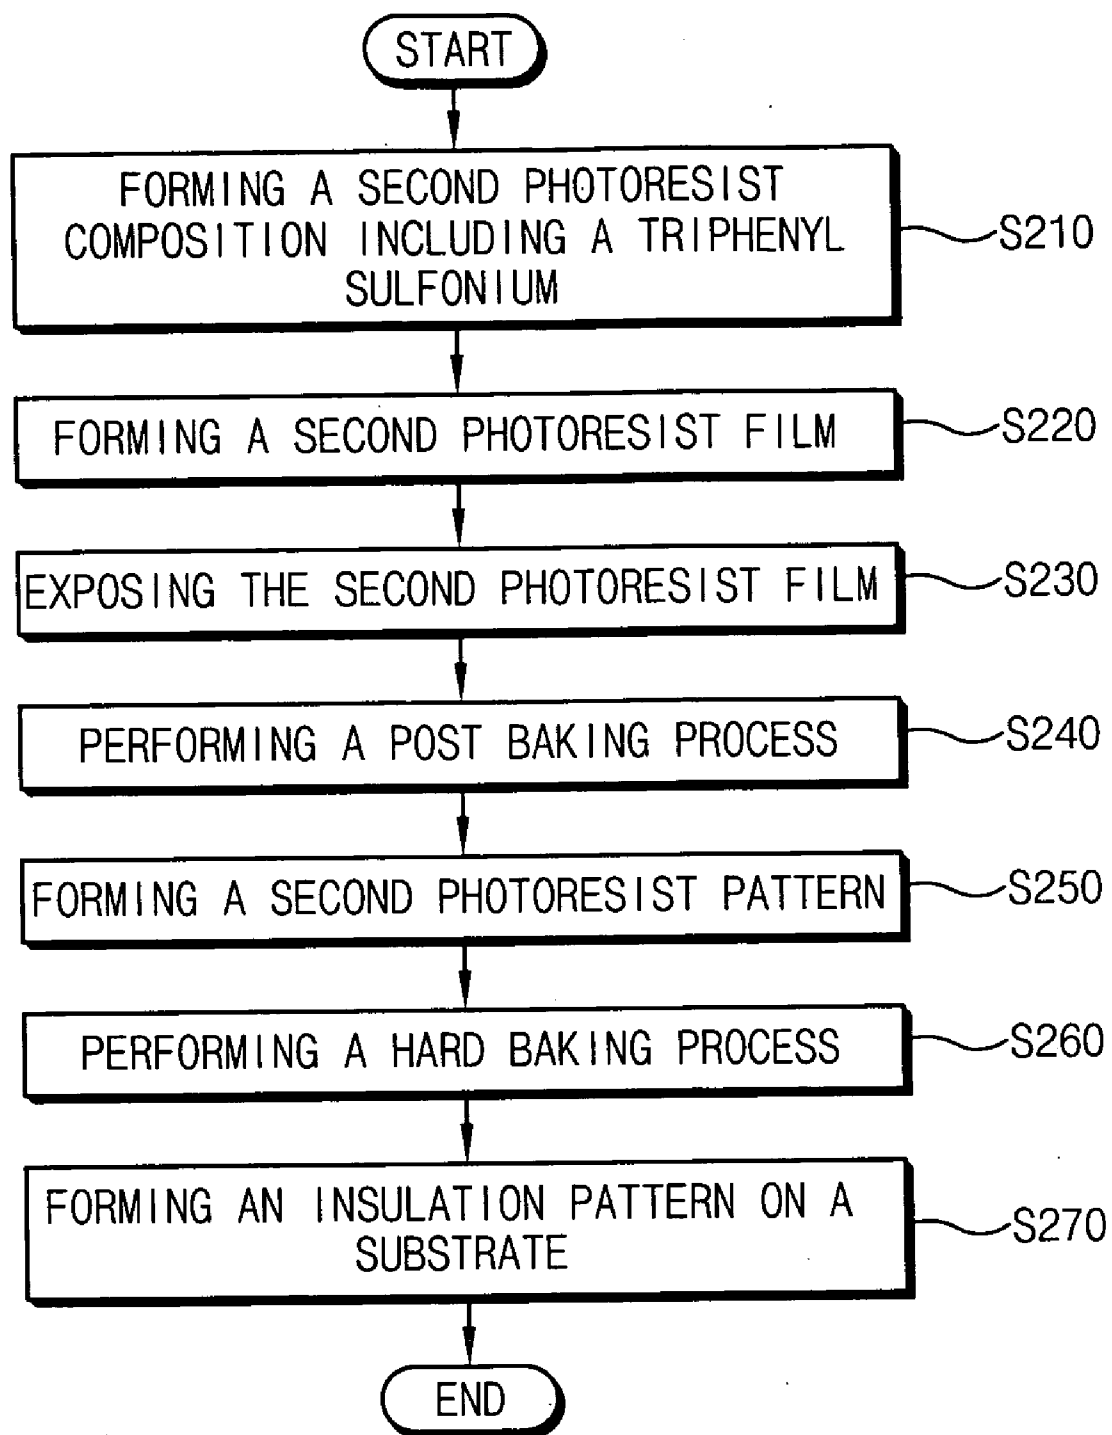 START
FORMING A SECOND PHOTORESIST
COMPOSITION INCLUDING A TRIPHENYL
SULFONIUM
S210
FORMING A SECOND PHOTORESIST FILM
S220
EXPOSING THE SECOND PHOTORESIST FILM
S230
PERFORMING A POST BAKING PROCESS
S240
FORMING A SECOND PHOTORESIST PATTERN
S250
PERFORMING A HARD BAKING PROCESS
S260
FORMING AN INSULATION PATTERN ON A
SUBSTRATE
S270
END